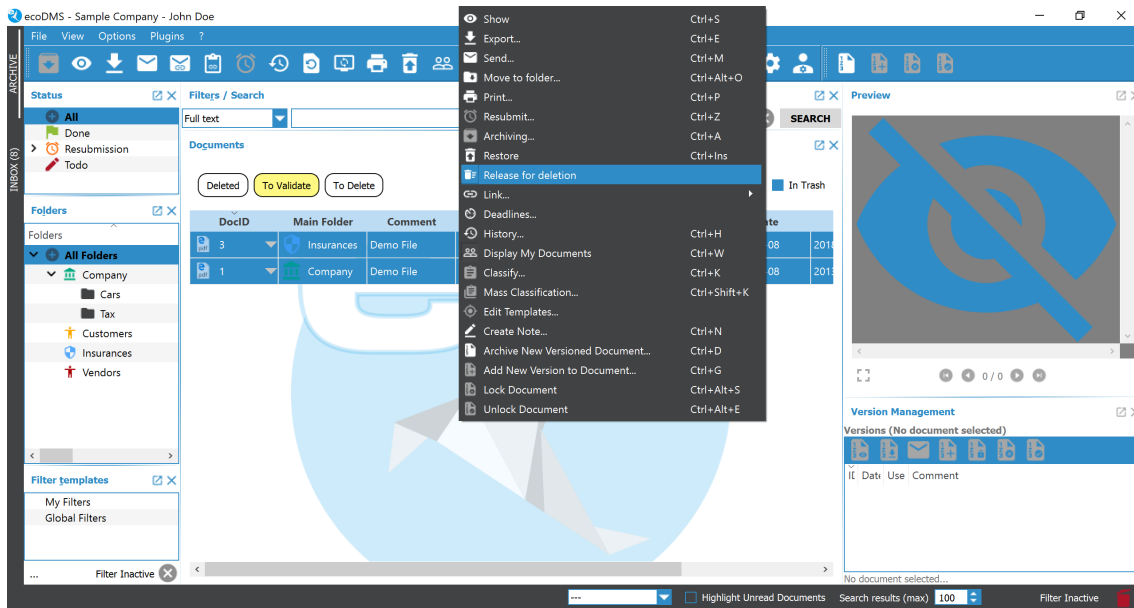 ecoDMS - Sample Company - John Doe
File View Options Plugins ?
ARCHIVE
INBOX (8)
Status
All
Done
Resubmission
Todo
Folders
Folders
All Folders
Company
Cars
Tax
Customers
Insurances
Vendors
Filter templates
My Filters
Global Filters
... Filter Inactive
Filters / Search
Full text
SEARCH
Documents
Deleted To Validate To Delete
In Trash
DocID Main Folder Comment
3 Insurances Demo File -08
1 Company Demo File -08
Show Ctrl+S
Export... Ctrl+E
Send... Ctrl+M
Move to folder... Ctrl+Alt+O
Print... Ctrl+P
Resubmit... Ctrl+Z
Archiving... Ctrl+A
Restore Ctrl+Ins
Release for deletion
Link...
Deadlines...
History... Ctrl+H
Display My Documents Ctrl+W
Classify... Ctrl+K
Mass Classification... Ctrl+Shift+K
Edit Templates...
Create Note... Ctrl+N
Archive New Versioned Document... Ctrl+D
Add New Version to Document... Ctrl+G
Lock Document Ctrl+Alt+S
Unlock Document Ctrl+Alt+E
Preview
0 / 0
Version Management
Versions (No document selected)
Date Use Comment
No document selected...
--- Highlight Unread Documents Search results (max) 100 Filter Inactive